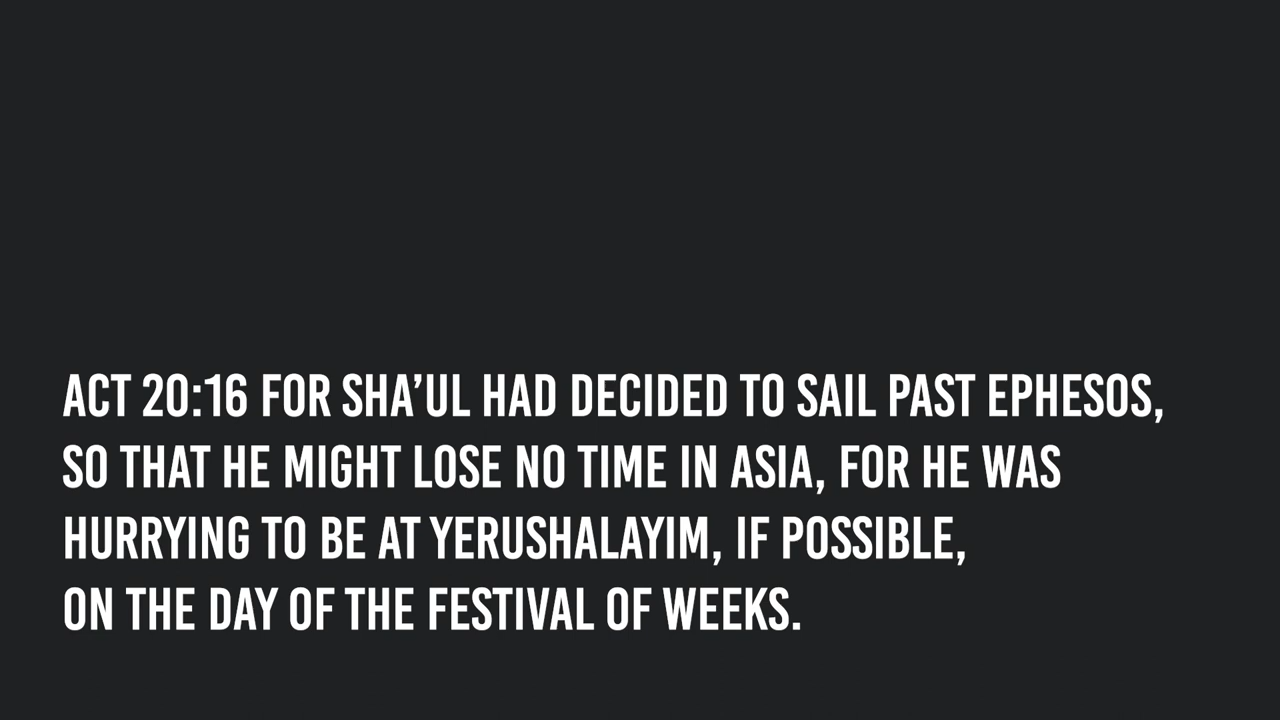 ACT 20:16 FOR SHA’UL HAD DECIDED TO SAIL PAST EPHESOS,
SO THAT HE MIGHT LOSE NO TIME IN ASIA, FOR HE WAS
HURRYING TO BE AT YERUSHALAYIM, IF POSSIBLE,
ON THE DAY OF THE FESTIVAL OF WEEKS.